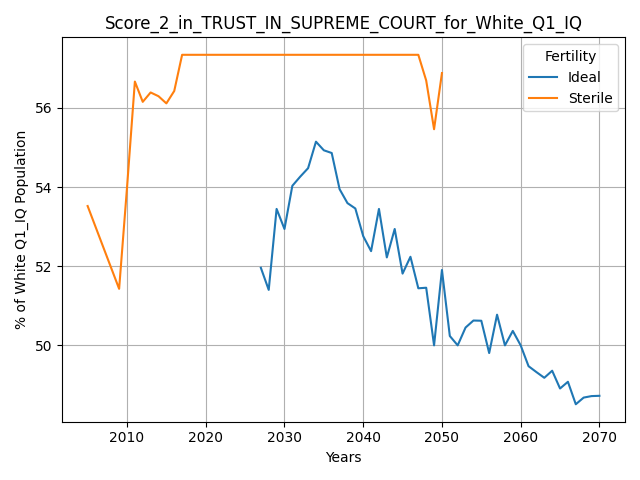 Score_2_in_TRUST_IN_SUPREME_COURT_for_White_Q1_IQ
Fertility
Ideal
Sterile
% of White Q1_IQ Population
56
54
52
50
2010 2020 2030 2040 2050 2060 2070
Years